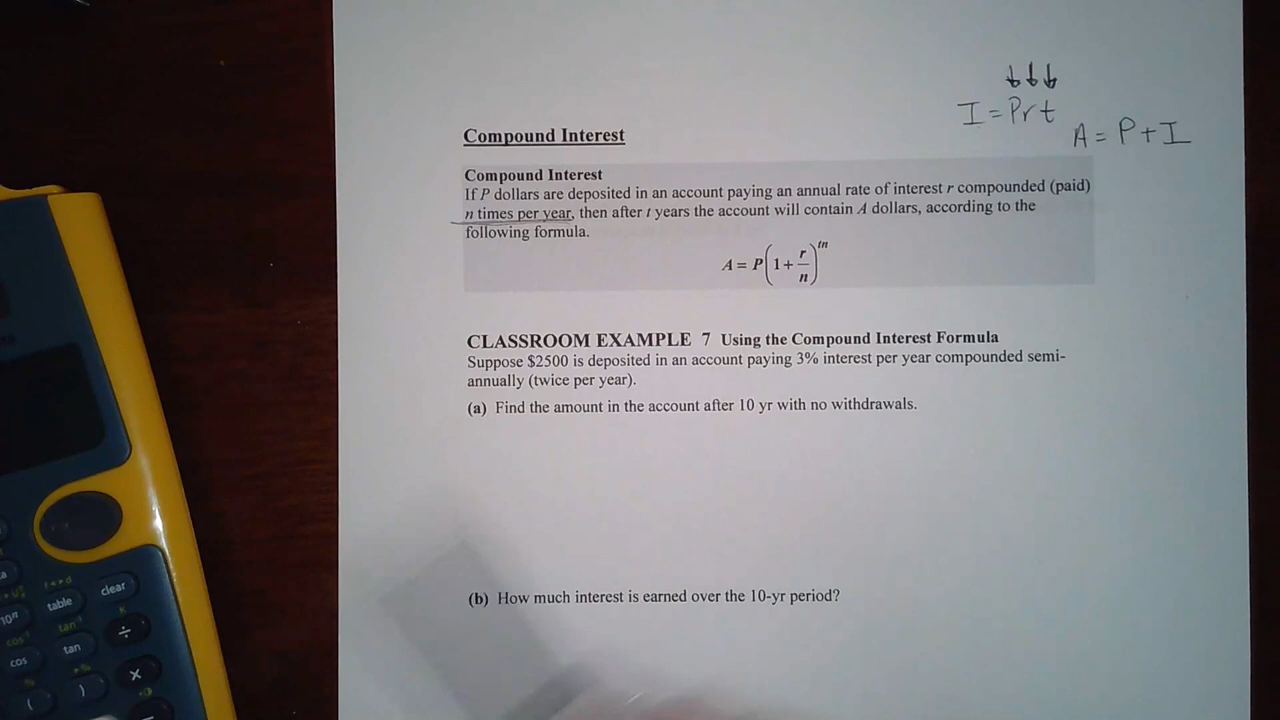 I = Prt
A = P + I
Compound Interest
Compound Interest
If P dollars are deposited in an account paying an annual rate of interest r compounded (paid)
n times per year, then after t years the account will contain A dollars, according to the
following formula.
A = P(1 + r/n)^tn
CLASSROOM EXAMPLE 7 Using the Compound Interest Formula
Suppose $2500 is deposited in an account paying 3% interest per year compounded semi-
annually (twice per year).
(a) Find the amount in the account after 10 yr with no withdrawals.
(b) How much interest is earned over the 10-yr period?
clear
table
10ⁿ
tan⁻¹
÷
cos
tan
×
(
)